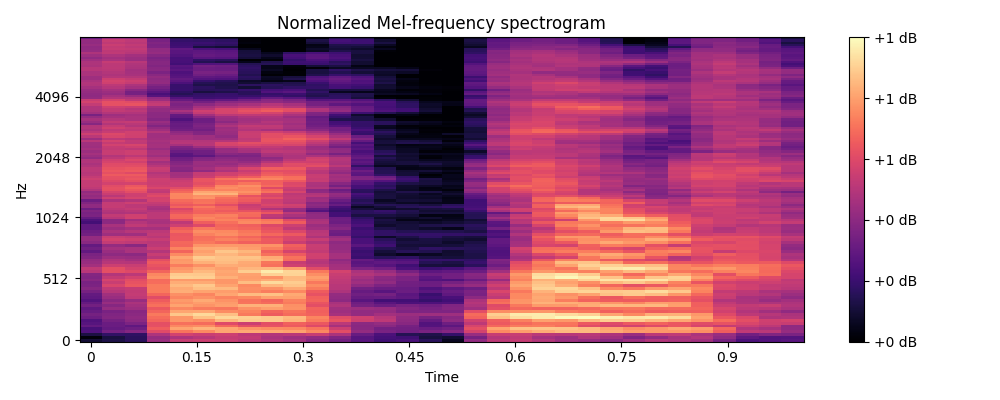 Normalized Mel-frequency spectrogram
Hz
4096
2048
1024
512
0
0
0.15
0.3
0.45
0.6
0.75
0.9
Time
+1 dB
+1 dB
+1 dB
+0 dB
+0 dB
+0 dB